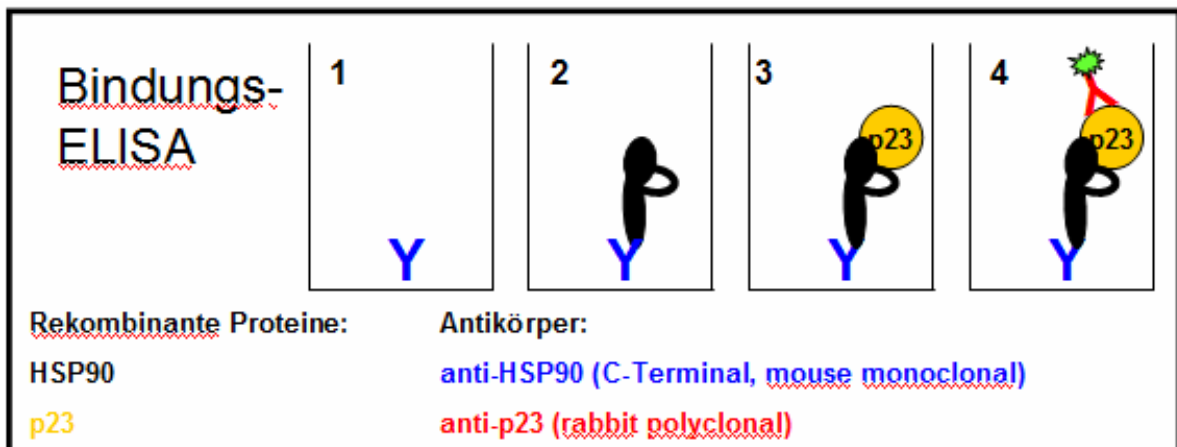 Bindungs-
ELISA
1
2
3
4
p23
p23
Y
Y
Y
Y
Rekombinante Proteine:
Antikörper:
HSP90
anti-HSP90 (C-Terminal, mouse monoclonal)
p23
anti-p23 (rabbit polyclonal)